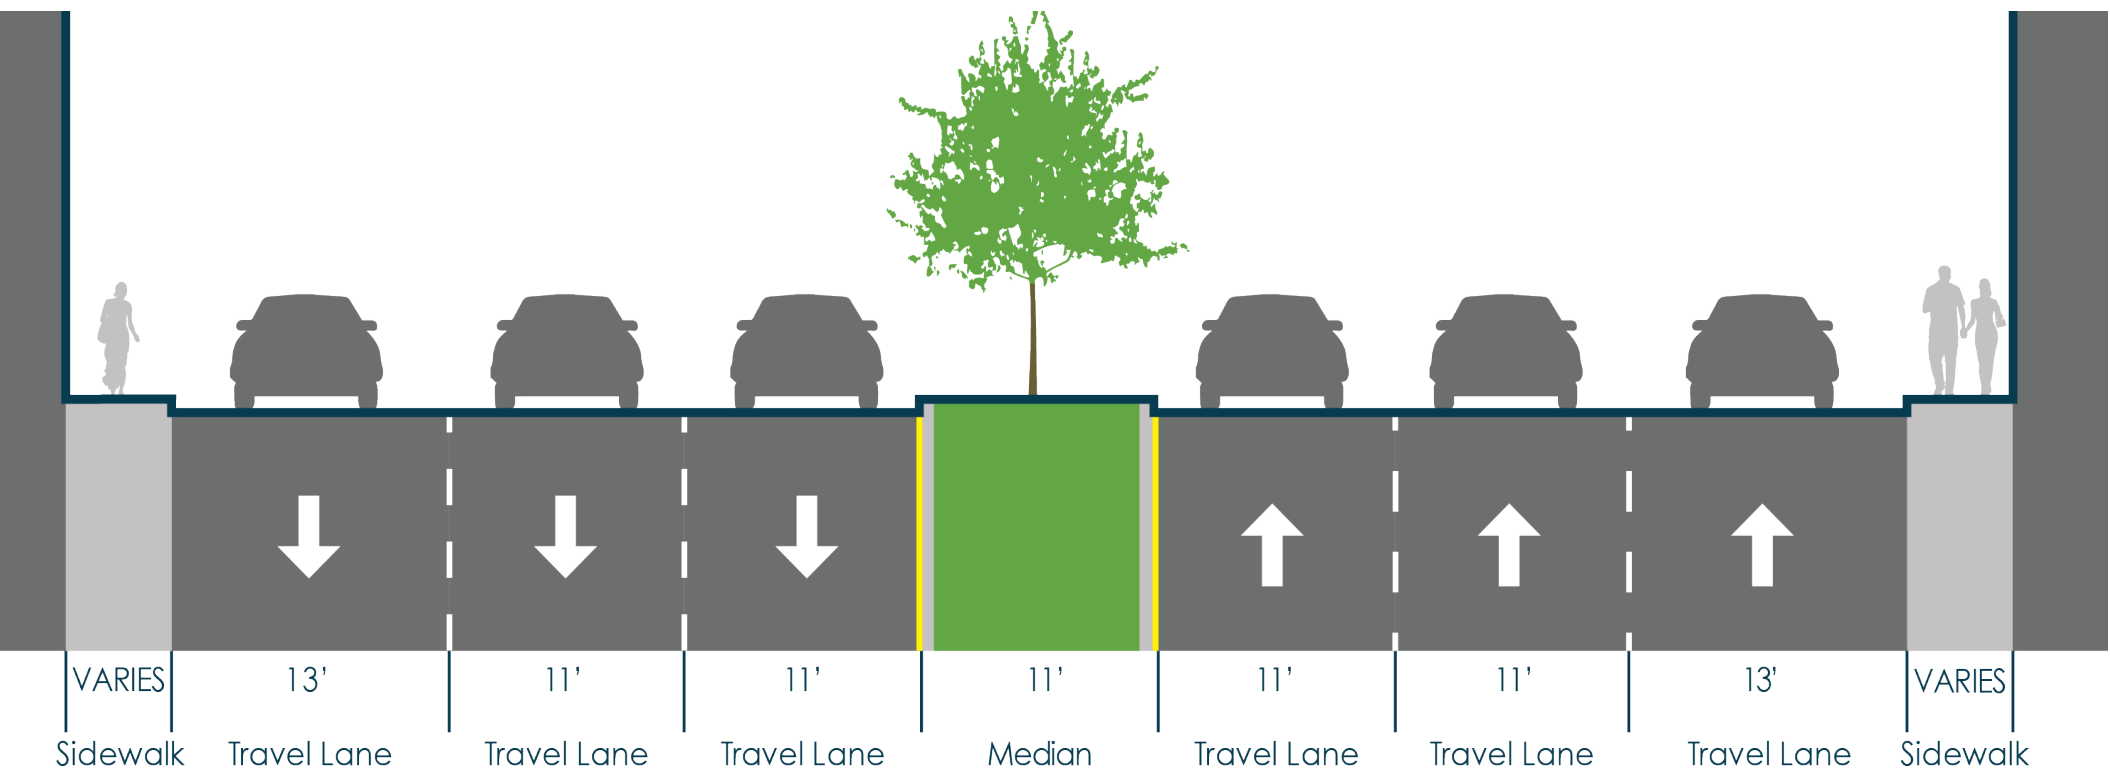 VARIES 13’ 11’ 11’ 11’ 11’ 11’ 13’ VARIES
Sidewalk Travel Lane Travel Lane Travel Lane Median Travel Lane Travel Lane Travel Lane Sidewalk